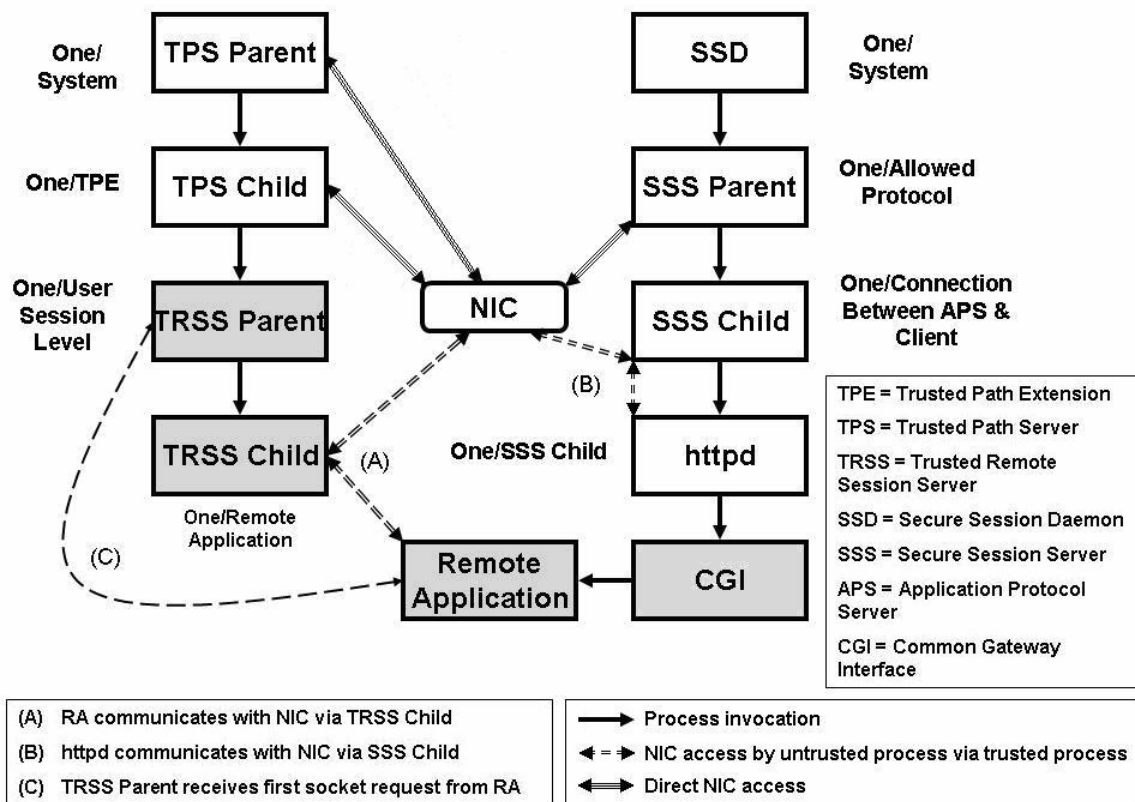 One/
System
TPS Parent
SSD
One/
System
One/TPE
TPS Child
SSS Parent
One/Allowed
Protocol
One/User
Session
Level
TRSS Parent
NIC
SSS Child
One/Connection
Between APS &
Client
(B)
TRSS Child
(A)
One/SSS Child
httpd
One/Remote
Application
(C)
Remote
Application
CGI
TPE = Trusted Path Extension
TPS = Trusted Path Server
TRSS = Trusted Remote
Session Server
SSD = Secure Session Daemon
SSS = Secure Session Server
APS = Application Protocol
Server
CGI = Common Gateway
Interface
(A) RA communicates with NIC via TRSS Child
(B) httpd communicates with NIC via SSS Child
(C) TRSS Parent receives first socket request from RA
Process invocation
NIC access by untrusted process via trusted process
Direct NIC access